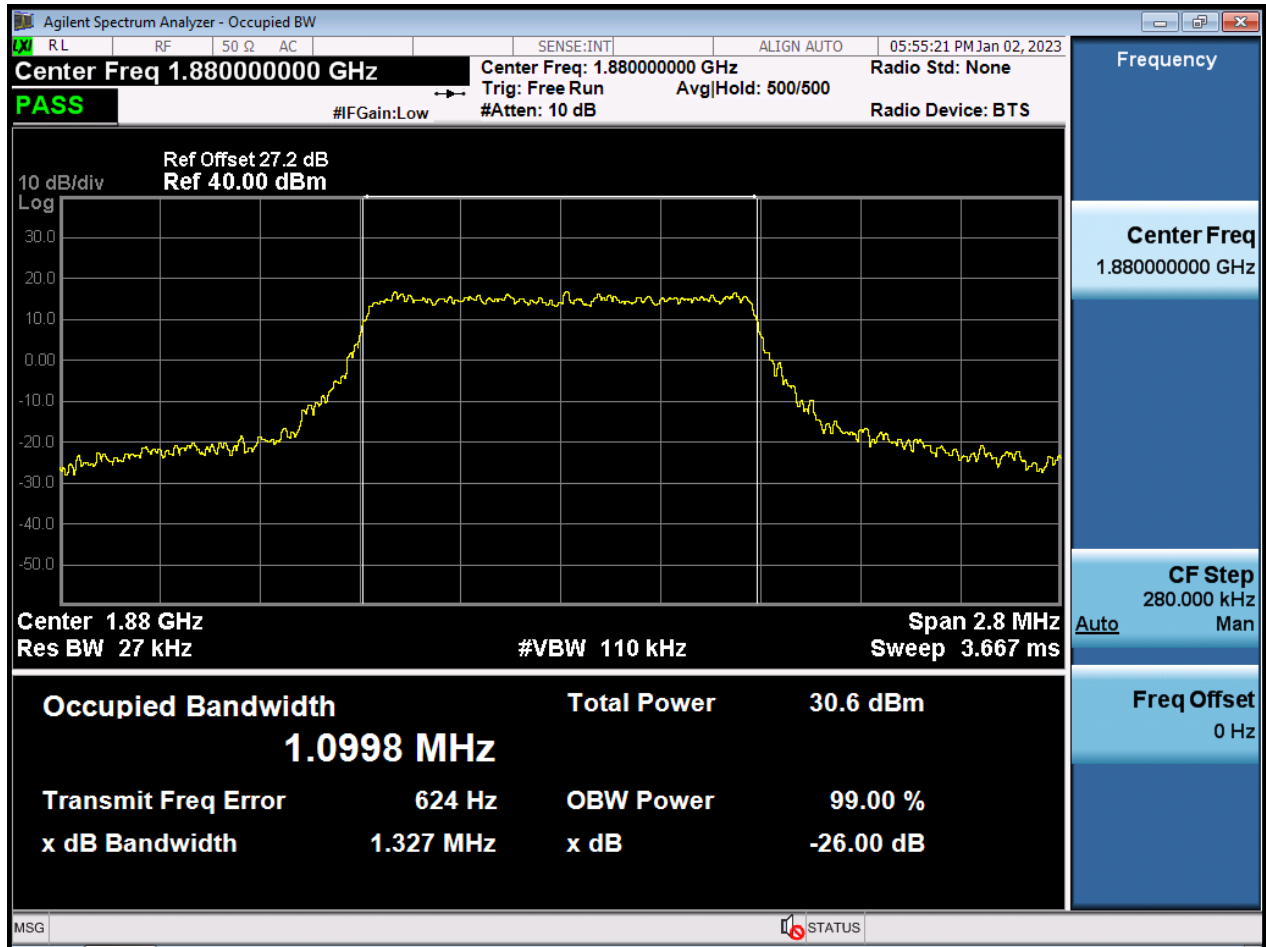 Agilent Spectrum Analyzer - Occupied BW
LXI RL RF 50 Ω AC SENSE:INT ALIGN AUTO 05:55:21 PM Jan 02, 2023
Center Freq 1.880000000 GHz
Center Freq: 1.880000000 GHz
Radio Std: None
Trig: Free Run Avg|Hold: 500/500
PASS
#IFGain:Low
#Atten: 10 dB
Radio Device: BTS
Ref Offset 27.2 dB
10 dB/div Ref 40.00 dBm
Log
30.0
20.0
10.0
0.00
-10.0
-20.0
-30.0
-40.0
-50.0
Center 1.88 GHz Span 2.8 MHz
Res BW 27 kHz #VBW 110 kHz Sweep 3.667 ms
Occupied Bandwidth
1.0998 MHz
Total Power 30.6 dBm
Transmit Freq Error 624 Hz OBW Power 99.00 %
x dB Bandwidth 1.327 MHz x dB -26.00 dB
Frequency
Center Freq
1.880000000 GHz
CF Step
280.000 kHz
Auto Man
Freq Offset
0 Hz
MSG STATUS